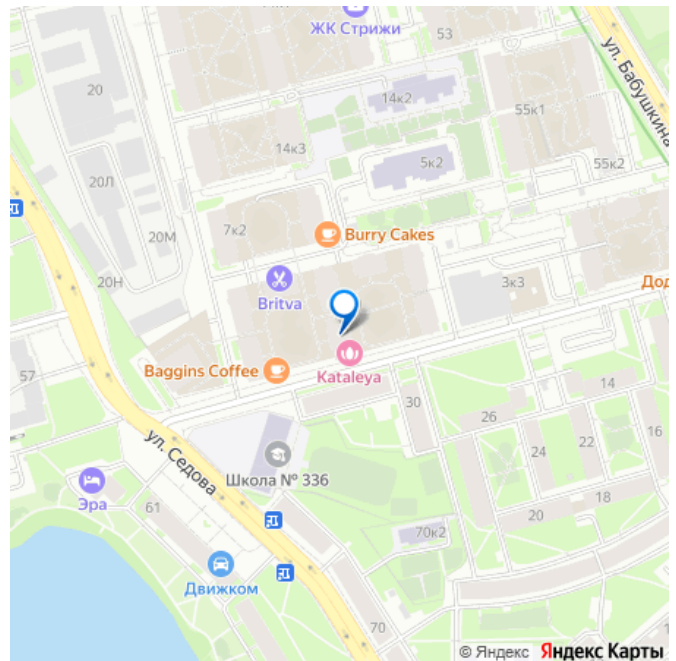 ЖК Стрижи
53
ул. Бабушкина
20
14к2
55к1
14к3
5к2
55к2
20Л
7к2
Burry Cakes
20М
20Н
3к3
Britva
Дод
Baggins Coffee
Kataleya
57
14
30
26
16
24
22
ул. Седова
Школа № 336
Эра
61
18
20
70к2
Движком
70
© Яндекс Яндекс Карты